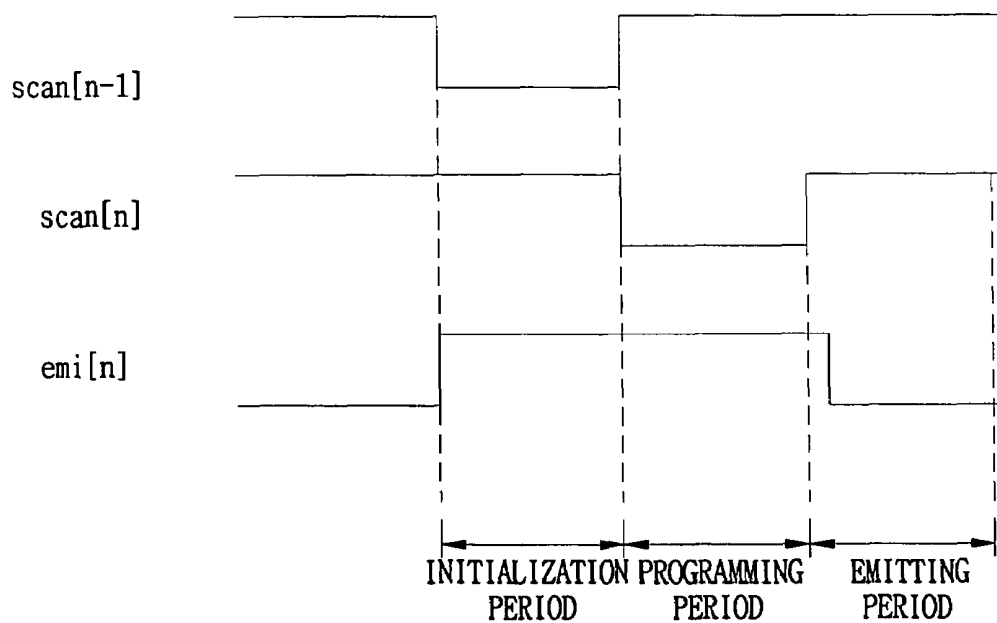 scan[n-1]
scan[n]
emi[n]
INITIALIZATION PERIOD
PROGRAMMING PERIOD
EMITTING PERIOD